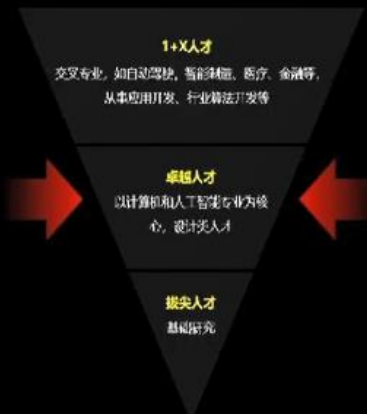 1+X人才
交叉专业，如自动驾驶，智能制造、医疗、金融等，
从事应用开发、行业算法开发等
卓越人才
以计算机和人工智能专业为核
心，设计类人才
拔尖人才
基础研究